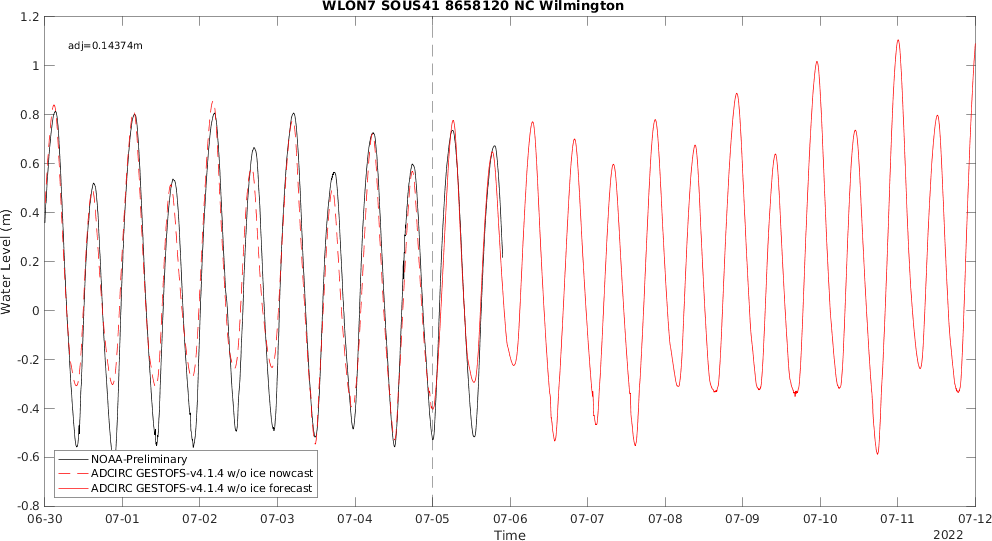 WLON7 SOUS41 8658120 NC Wilmington
adj=0.14374m
1.2
1
0.8
0.6
0.4
0.2
0
-0.2
-0.4
-0.6
-0.8
Water Level (m)
NOAA-Preliminary
ADCIRC GESTOFS-v4.1.4 w/o ice nowcast
ADCIRC GESTOFS-v4.1.4 w/o ice forecast
06-30 07-01 07-02 07-03 07-04 07-05 07-06 07-07 07-08 07-09 07-10 07-11 07-12
Time
2022